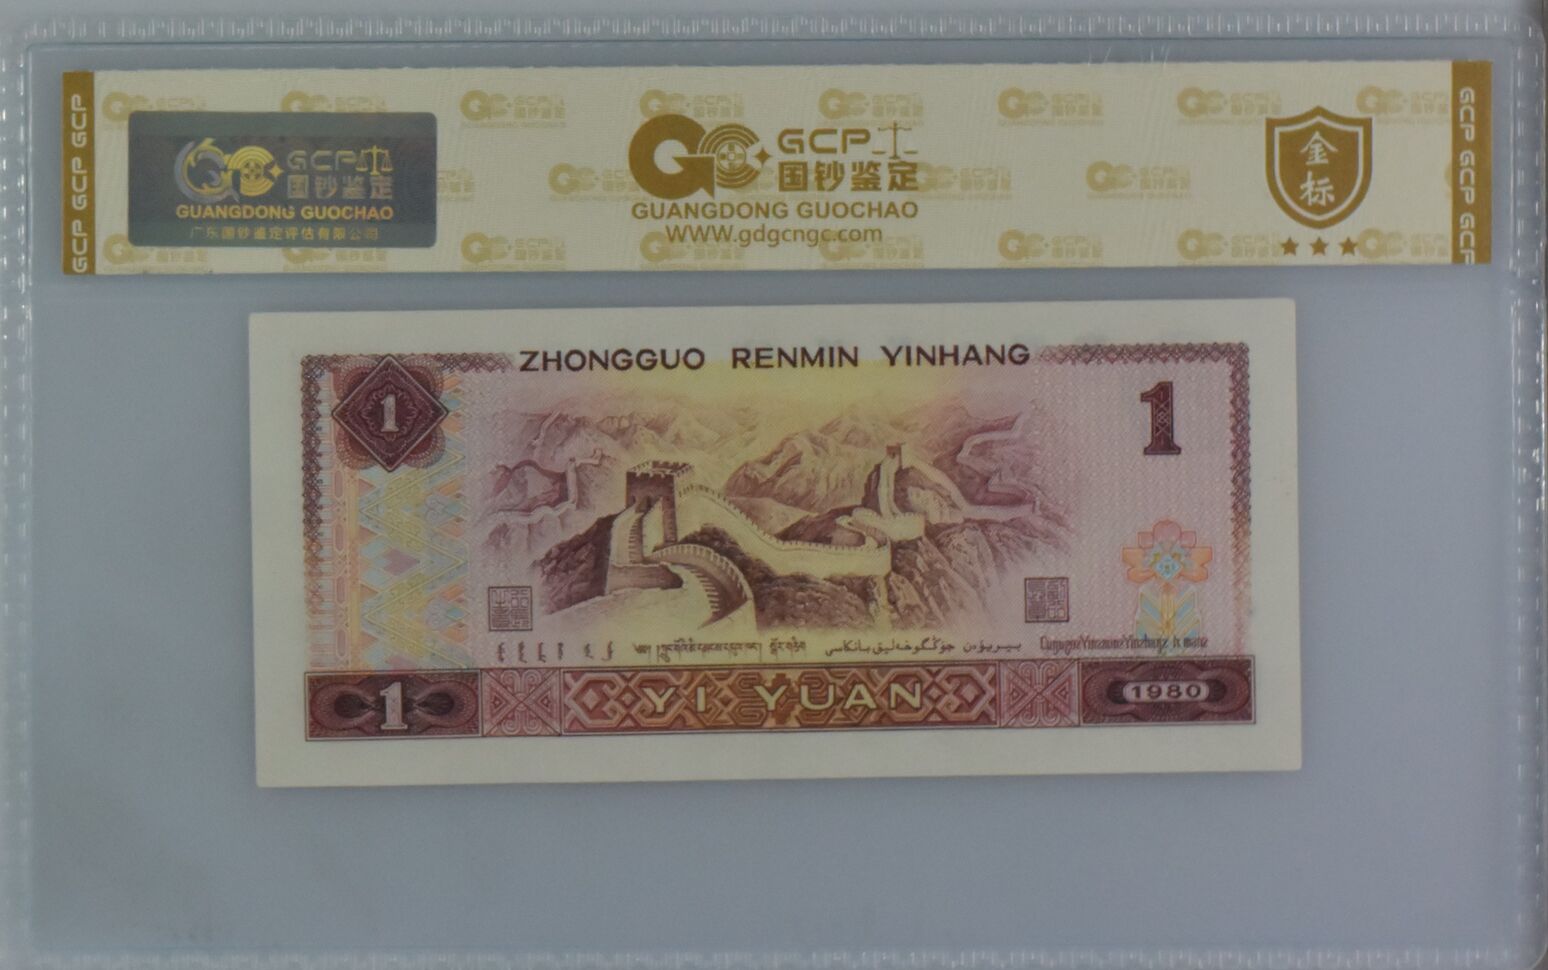 GCP GCP GCP
GCP
国钞鉴定
GUANGDONG GUOCHAO
广东国钞鉴定评估有限公司
GCP
国钞鉴定
GUANGDONG GUOCHAO
www.gdgcngc.com
金
标
GCP GCP GCP
ZHONGGUO RENMIN YINHANG
1
1
1
YI YUAN
1980